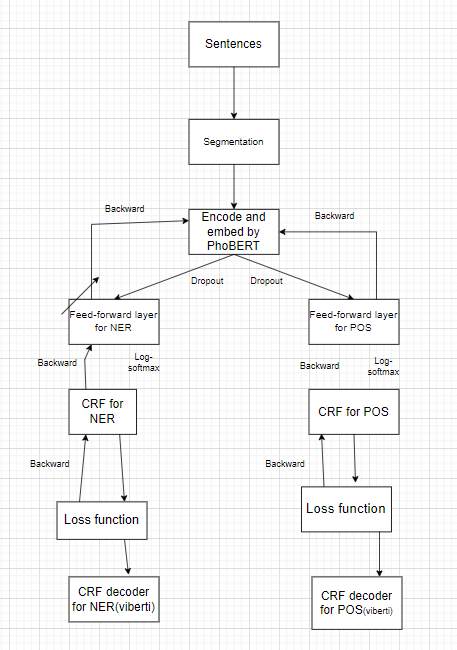 Sentences
Segmentation
Backward
Encode and
embed by
PhoBERT
Backward
Dropout
Dropout
Feed-forward layer
for NER
Feed-forward layer
for POS
Backward
Log-
softmax
Backward
Log-
softmax
CRF for
NER
CRF for POS
Backward
Backward
Loss function
Loss function
CRF decoder
for NER(viberti)
CRF decoder
for POS(viberti)